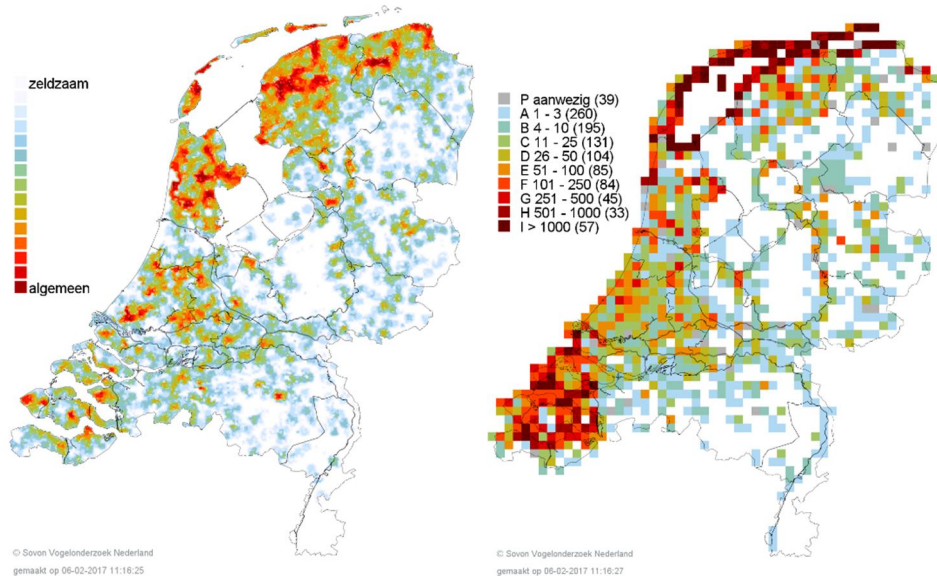 zeldzaam
algemeen
© Sovon Vogelonderzoek Nederland
gemaakt op 06-02-2017 11:16:25
P aanwezig (39)
A 1 - 3 (260)
B 4 - 10 (195)
C 11 - 25 (131)
D 26 - 50 (104)
E 51 - 100 (85)
F 101 - 250 (84)
G 251 - 500 (45)
H 501 - 1000 (33)
I > 1000 (57)
© Sovon Vogelonderzoek Nederland
gemaakt op 06-02-2017 11:16:27